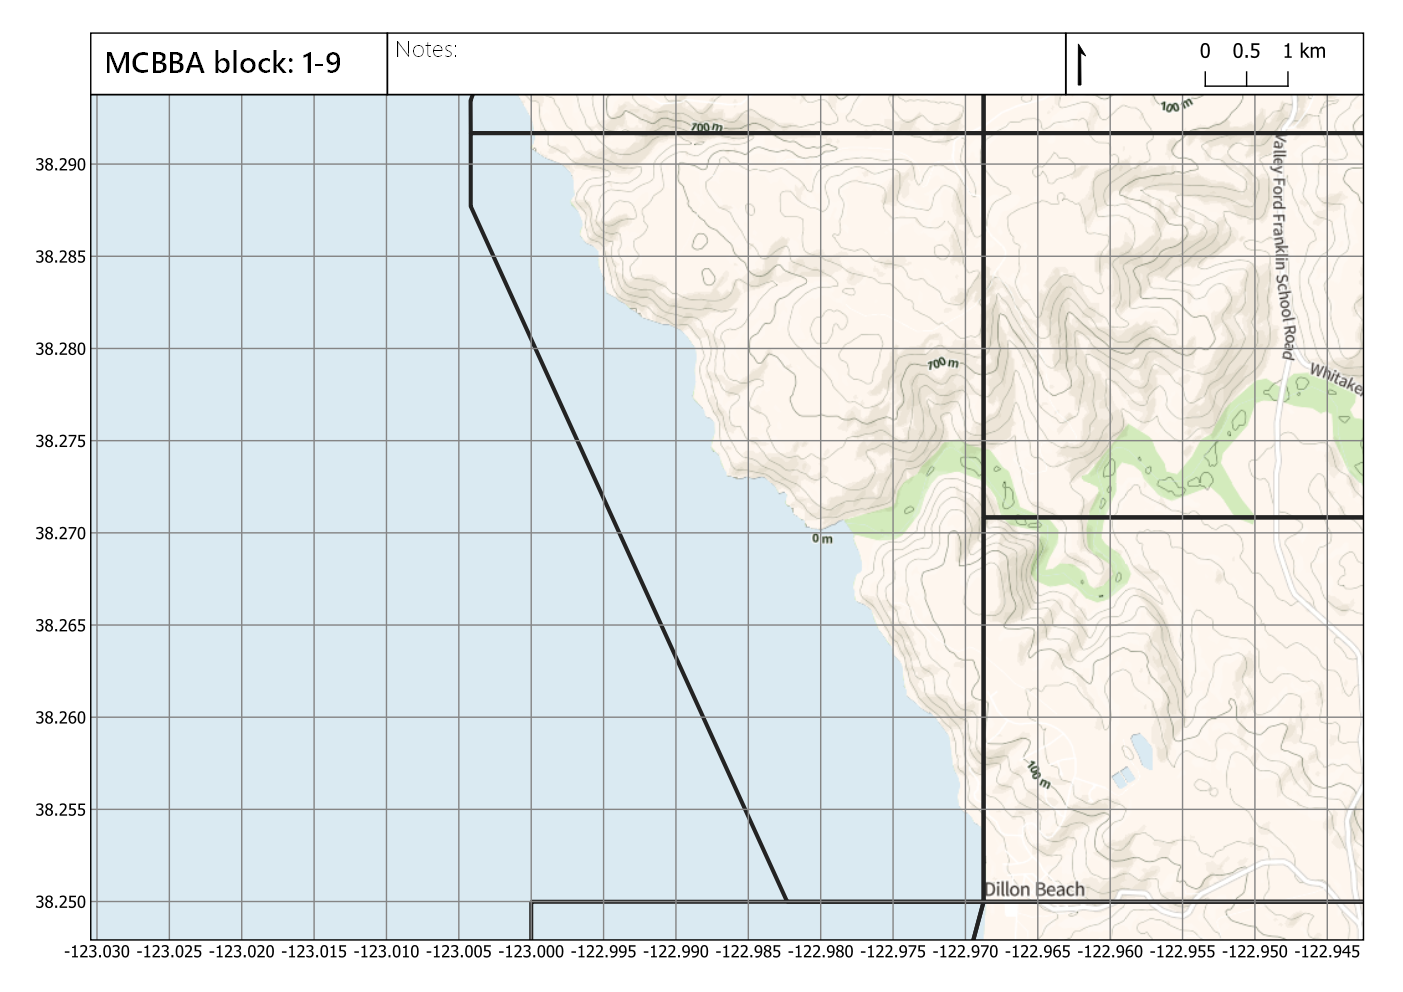 MCBBA block: 1-9
Notes:
0 0.5 1 km
100 m
700 m
Valley Ford Franklin School Road
38.290
38.285
38.280
700 m
Whitake
38.275
38.270
0 m
38.265
38.260
100 m
38.255
Dillon Beach
38.250
-123.030 -123.025 -123.020 -123.015 -123.010 -123.005 -123.000 -122.995 -122.990 -122.985 -122.980 -122.975 -122.970 -122.965 -122.960 -122.955 -122.950 -122.945